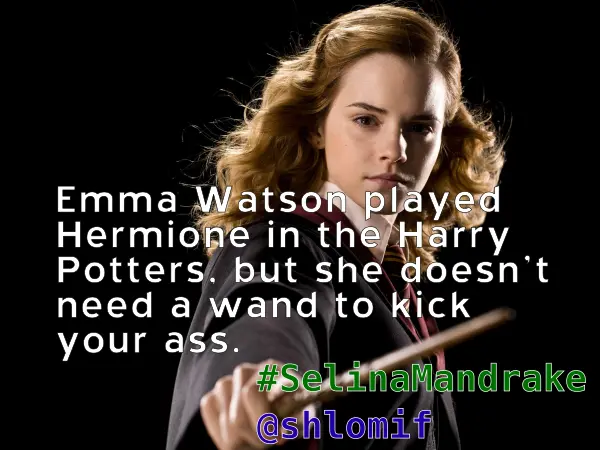 Emma Watson played
Hermione in the Harry
Potters, but she doesn't
need a wand to kick
your ass.
#SelinaMandrake
@shlomif